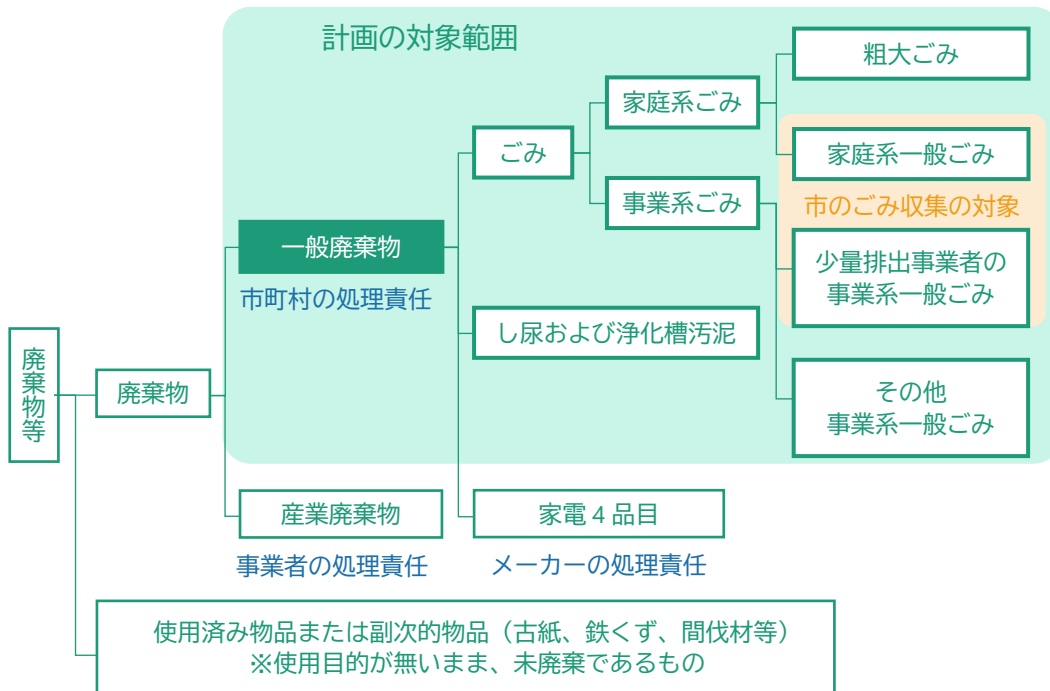 計画の対象範囲
粗大ごみ
家庭系ごみ
ごみ
家庭系一般ごみ
事業系ごみ
市のごみ収集の対象
一般廃棄物
少量排出事業者の
事業系一般ごみ
市町村の処理責任
し尿および浄化槽汚泥
廃棄物等
廃棄物
その他
事業系一般ごみ
産業廃棄物
家電4品目
事業者の処理責任
メーカーの処理責任
使用済み物品または副次的物品（古紙、鉄くず、間伐材等）
※使用目的が無いまま、未廃棄であるもの